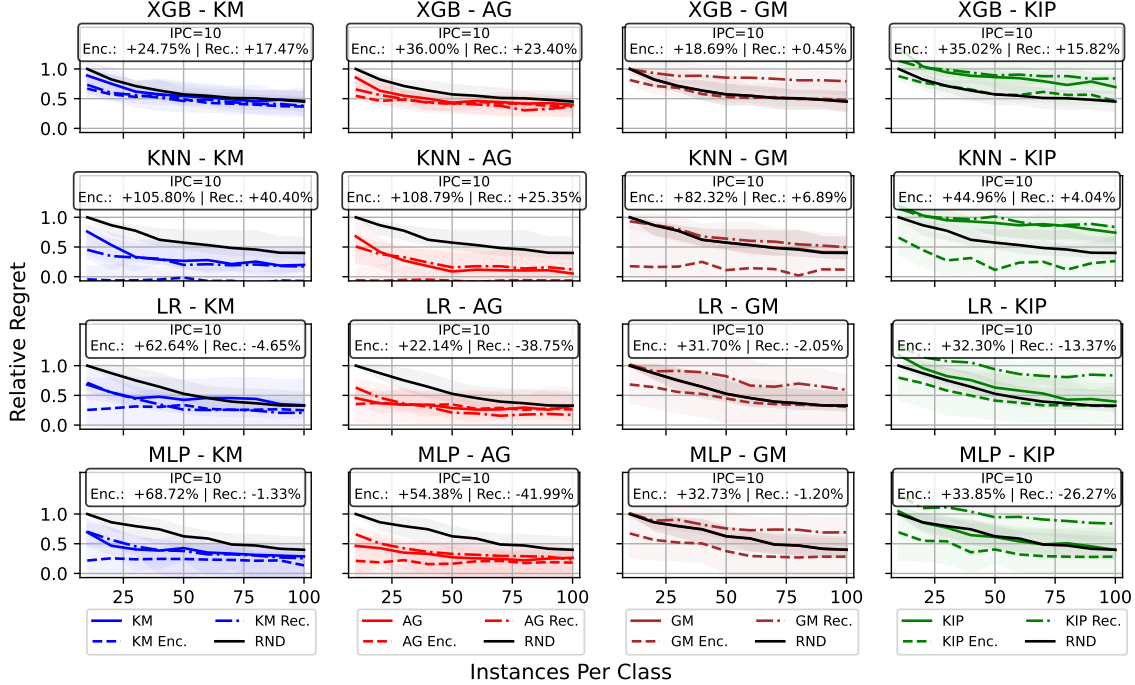 XGB - KM
IPC=10
Enc.: +24.75% | Rec.: +17.47%
XGB - AG
IPC=10
Enc.: +36.00% | Rec.: +23.40%
XGB - GM
IPC=10
Enc.: +18.69% | Rec.: +0.45%
XGB - KIP
IPC=10
Enc.: +35.02% | Rec.: +15.82%
1.0
0.5
0.0
KNN - KM
IPC=10
Enc.: +105.80% | Rec.: +40.40%
KNN - AG
IPC=10
Enc.: +108.79% | Rec.: +25.35%
KNN - GM
IPC=10
Enc.: +82.32% | Rec.: +6.89%
KNN - KIP
IPC=10
Enc.: +44.96% | Rec.: +4.04%
1.0
0.5
0.0
LR - KM
IPC=10
Enc.: +62.64% | Rec.: -4.65%
LR - AG
IPC=10
Enc.: +22.14% | Rec.: -38.75%
LR - GM
IPC=10
Enc.: +31.70% | Rec.: -2.05%
LR - KIP
IPC=10
Enc.: +32.30% | Rec.: -13.37%
1.0
0.5
0.0
MLP - KM
IPC=10
Enc.: +68.72% | Rec.: -1.33%
MLP - AG
IPC=10
Enc.: +54.38% | Rec.: -41.99%
MLP - GM
IPC=10
Enc.: +32.73% | Rec.: -1.20%
MLP - KIP
IPC=10
Enc.: +33.85% | Rec.: -26.27%
1.0
0.5
0.0
25 50 75 100
25 50 75 100
25 50 75 100
25 50 75 100
Relative Regret
KM
KM Enc.
KM Rec.
RND
AG
AG Enc.
AG Rec.
RND
GM
GM Enc.
GM Rec.
RND
KIP
KIP Enc.
KIP Rec.
RND
Instances Per Class